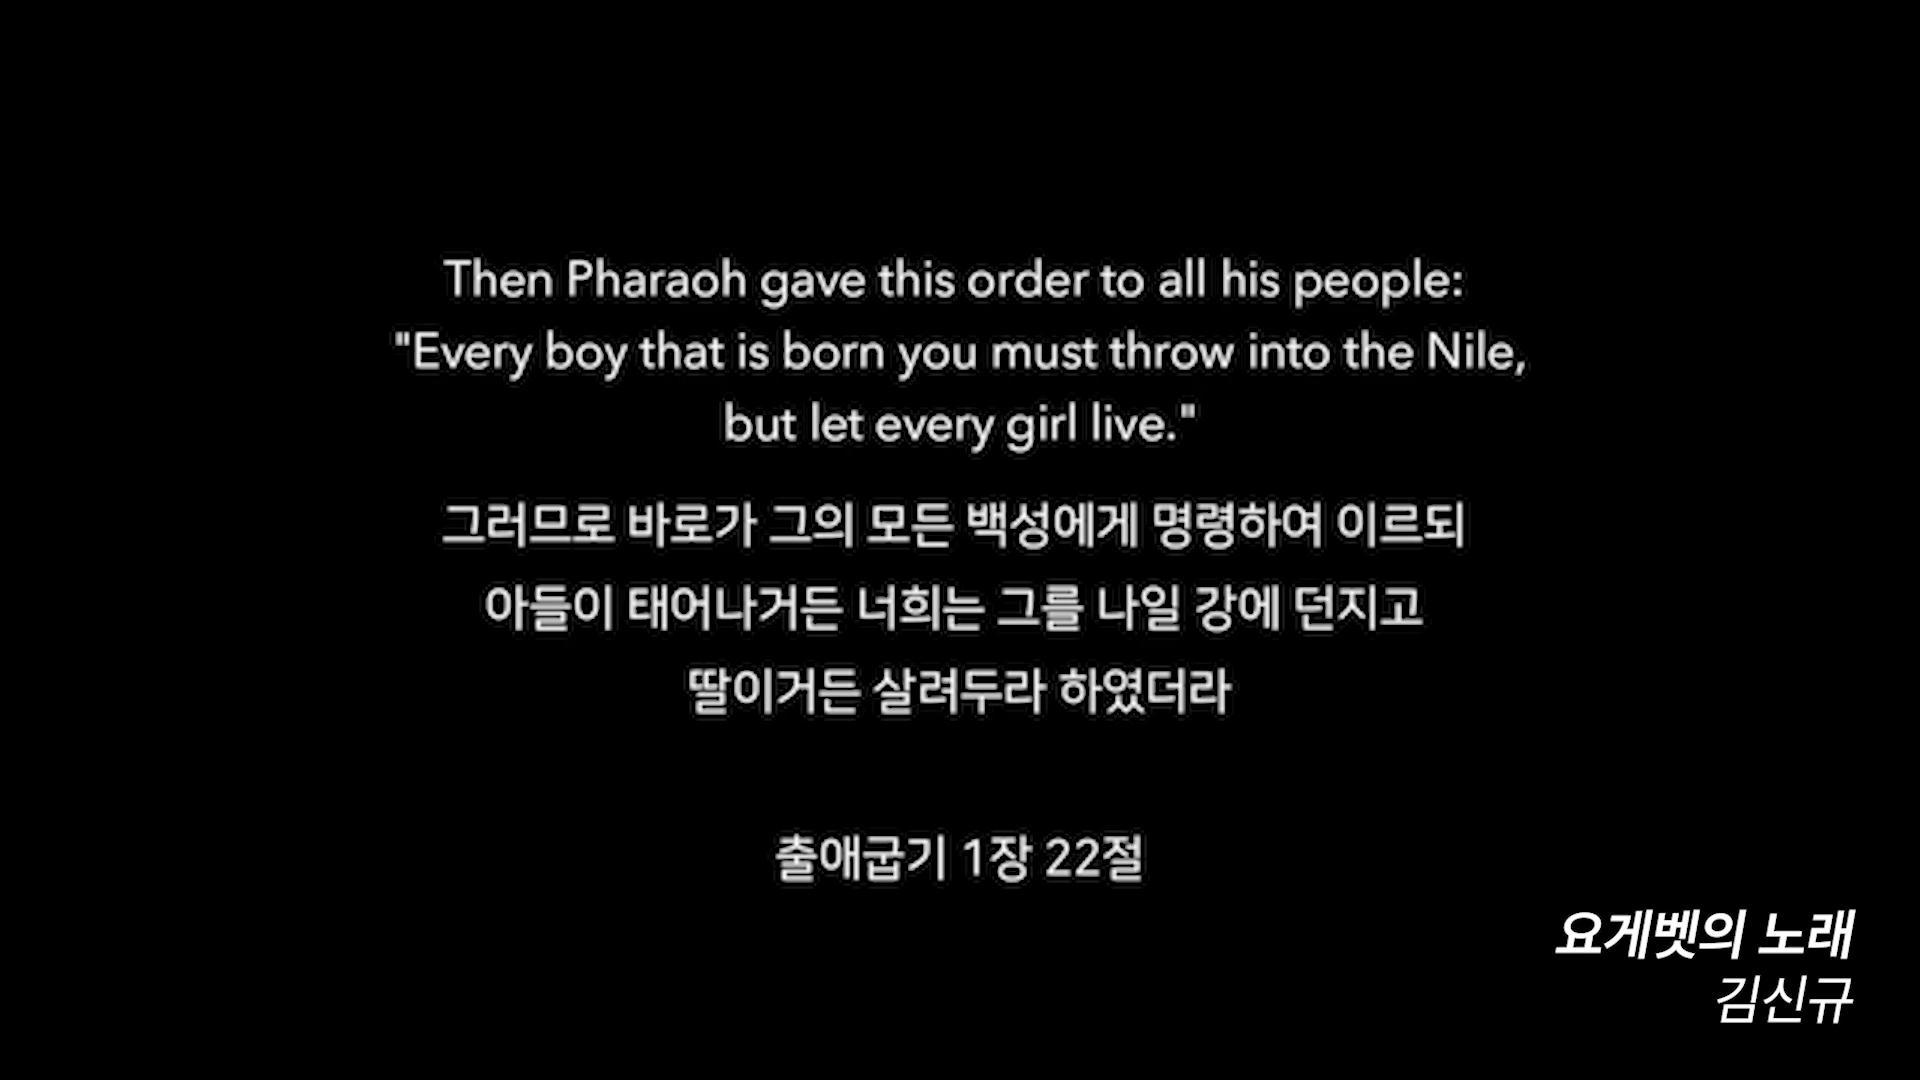 Then Pharaoh gave this order to all his people:
"Every boy that is born you must throw into the Nile,
but let every girl live."
그러므로 바로가 그의 모든 백성에게 명령하여 이르되
아들이 태어나거든 너희는 그를 나일 강에 던지고
딸이거든 살려두라 하였더라
출애굽기 1장 22절
요게벳의 노래
김신규